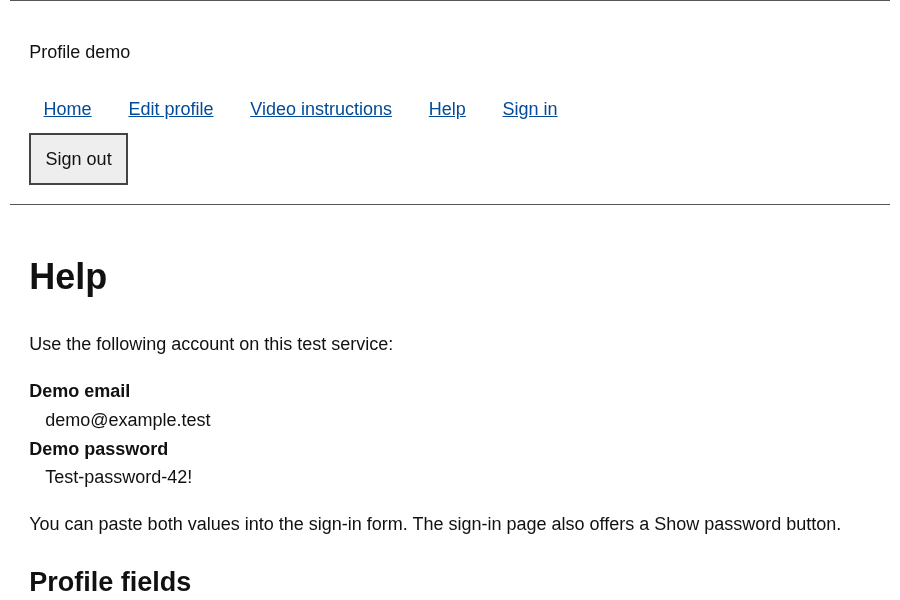 Profile demo
Home Edit profile Video instructions Help Sign in
Sign out
Help
Use the following account on this test service:
Demo email
demo@example.test
Demo password
Test-password-42!
You can paste both values into the sign-in form. The sign-in page also offers a Show password button.
Profile fields